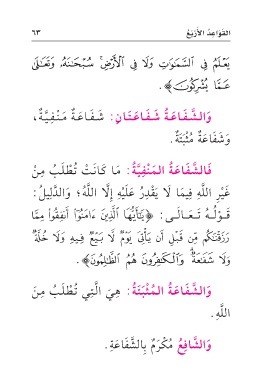 القَوَاعِدُ الأَرْبَعُ ٦٣
يَعْلَمُ فِي ٱلسَّمَٰوَٰتِ وَلَا فِي ٱلْأَرْضِۚ سُبْحَٰنَهُۥ وَتَعَٰلَىٰ
عَمَّا يُشْرِكُونَ﴾.
وَالشَّفَاعَةُ شَفَاعَتَانِ: شَفَاعَةٌ مَنْفِيَّةٌ،
وَشَفَاعَةٌ مُثْبَتَةٌ.
فَالشَّفَاعَةُ المَنْفِيَّةُ: مَا كَانَتْ تُطْلَبُ مِنْ
غَيْرِ اللَّهِ فِيمَا لَا يَقْدِرُ عَلَيْهِ إِلَّا اللَّهُ؛ وَالدَّلِيلُ:
قَوْلُهُ تَعَالَى: ﴿يَٰٓأَيُّهَا ٱلَّذِينَ ءَامَنُوٓا۟ أَنفِقُوا۟ مِمَّا
رَزَقْنَٰكُم مِّن قَبْلِ أَن يَأْتِىَ يَوْمٌ لَّا بَيْعٌ فِيهِ وَلَا خُلَّةٌ
وَلَا شَفَٰعَةٌۗ وَٱلْكَٰفِرُونَ هُمُ ٱلظَّٰلِمُونَ﴾.
وَالشَّفَاعَةُ المُثْبَتَةُ: هِيَ الَّتِي تُطْلَبُ مِنَ
اللَّهِ.
وَالشَّافِعُ مُكْرَمٌ بِالشَّفَاعَةِ.